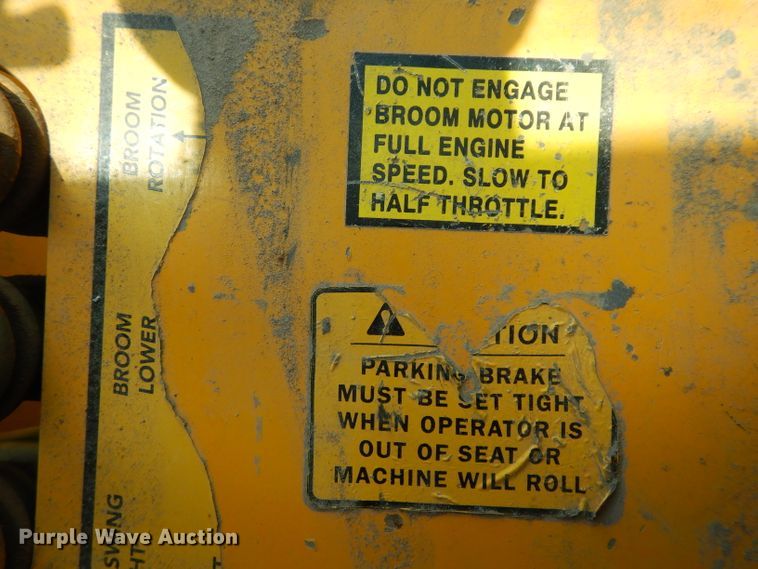 BROOM
ROTATION
BROOM
LOWER
SWING
HT
DO NOT ENGAGE
BROOM MOTOR AT
FULL ENGINE
SPEED. SLOW TO
HALF THROTTLE.
TION
PARKING BRAKE
MUST BE SET TIGHT
WHEN OPERATOR IS
OUT OF SEAT OR
MACHINE WILL ROLL
Purple Wave Auction